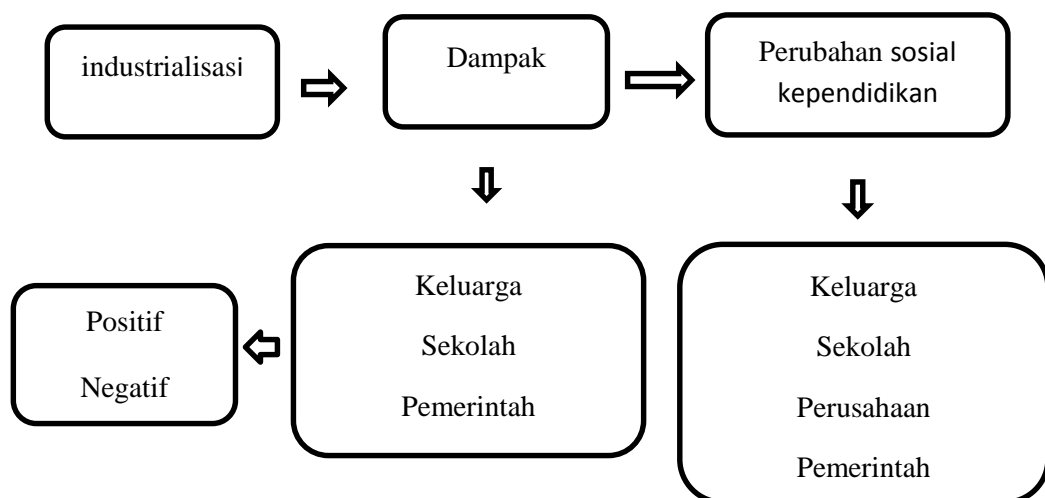 industrialisasi
Dampak
Perubahan sosial
kependidikan
Positif
Negatif
Keluarga
Sekolah
Pemerintah
Keluarga
Sekolah
Perusahaan
Pemerintah